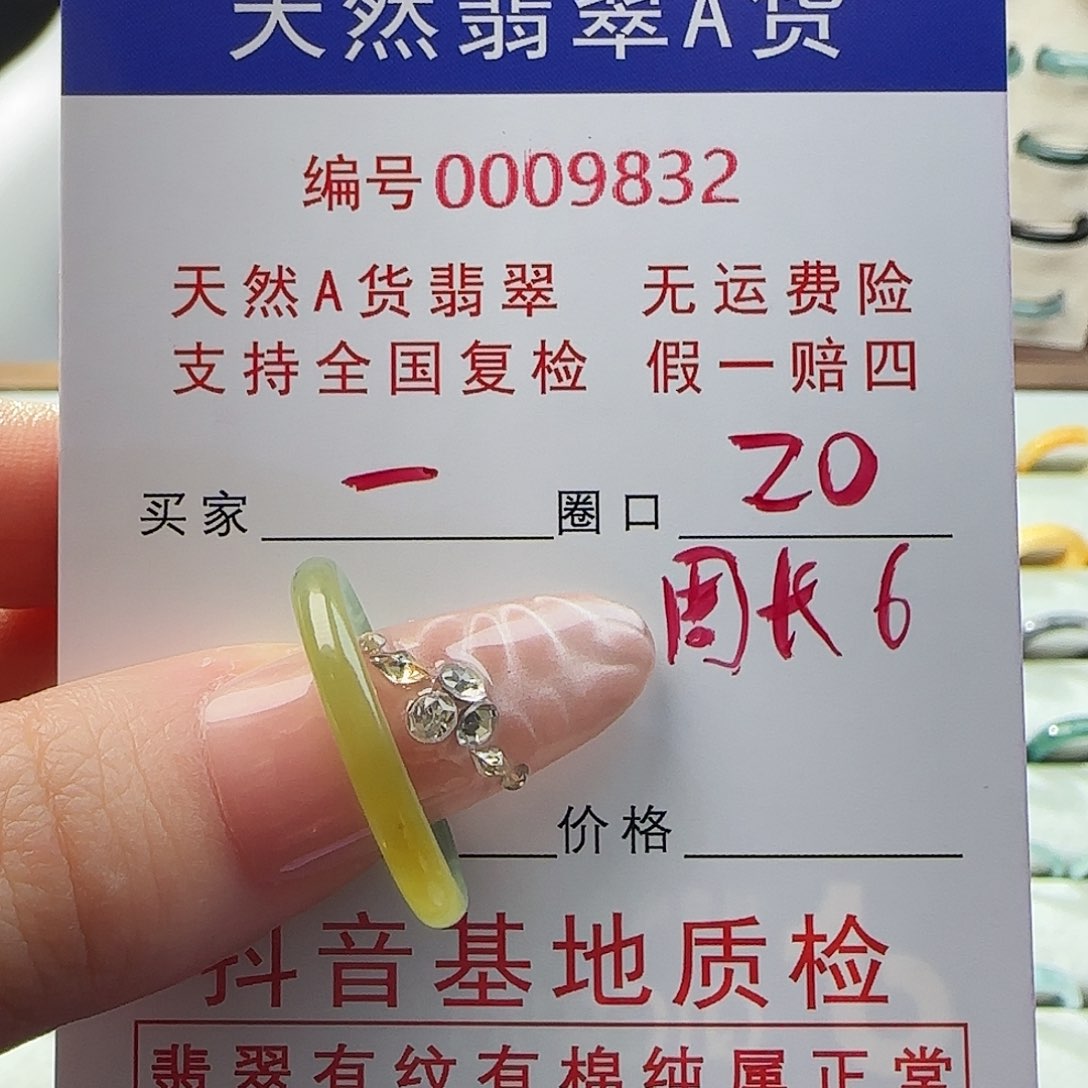 天然翡翠A货
编号0009832
天然A货翡翠 无运费险
支持全国复检 假一赔四
买家 一 圈口 20
周长6
价格
抖音基地质检
翡翠有纹有棉纯属正常